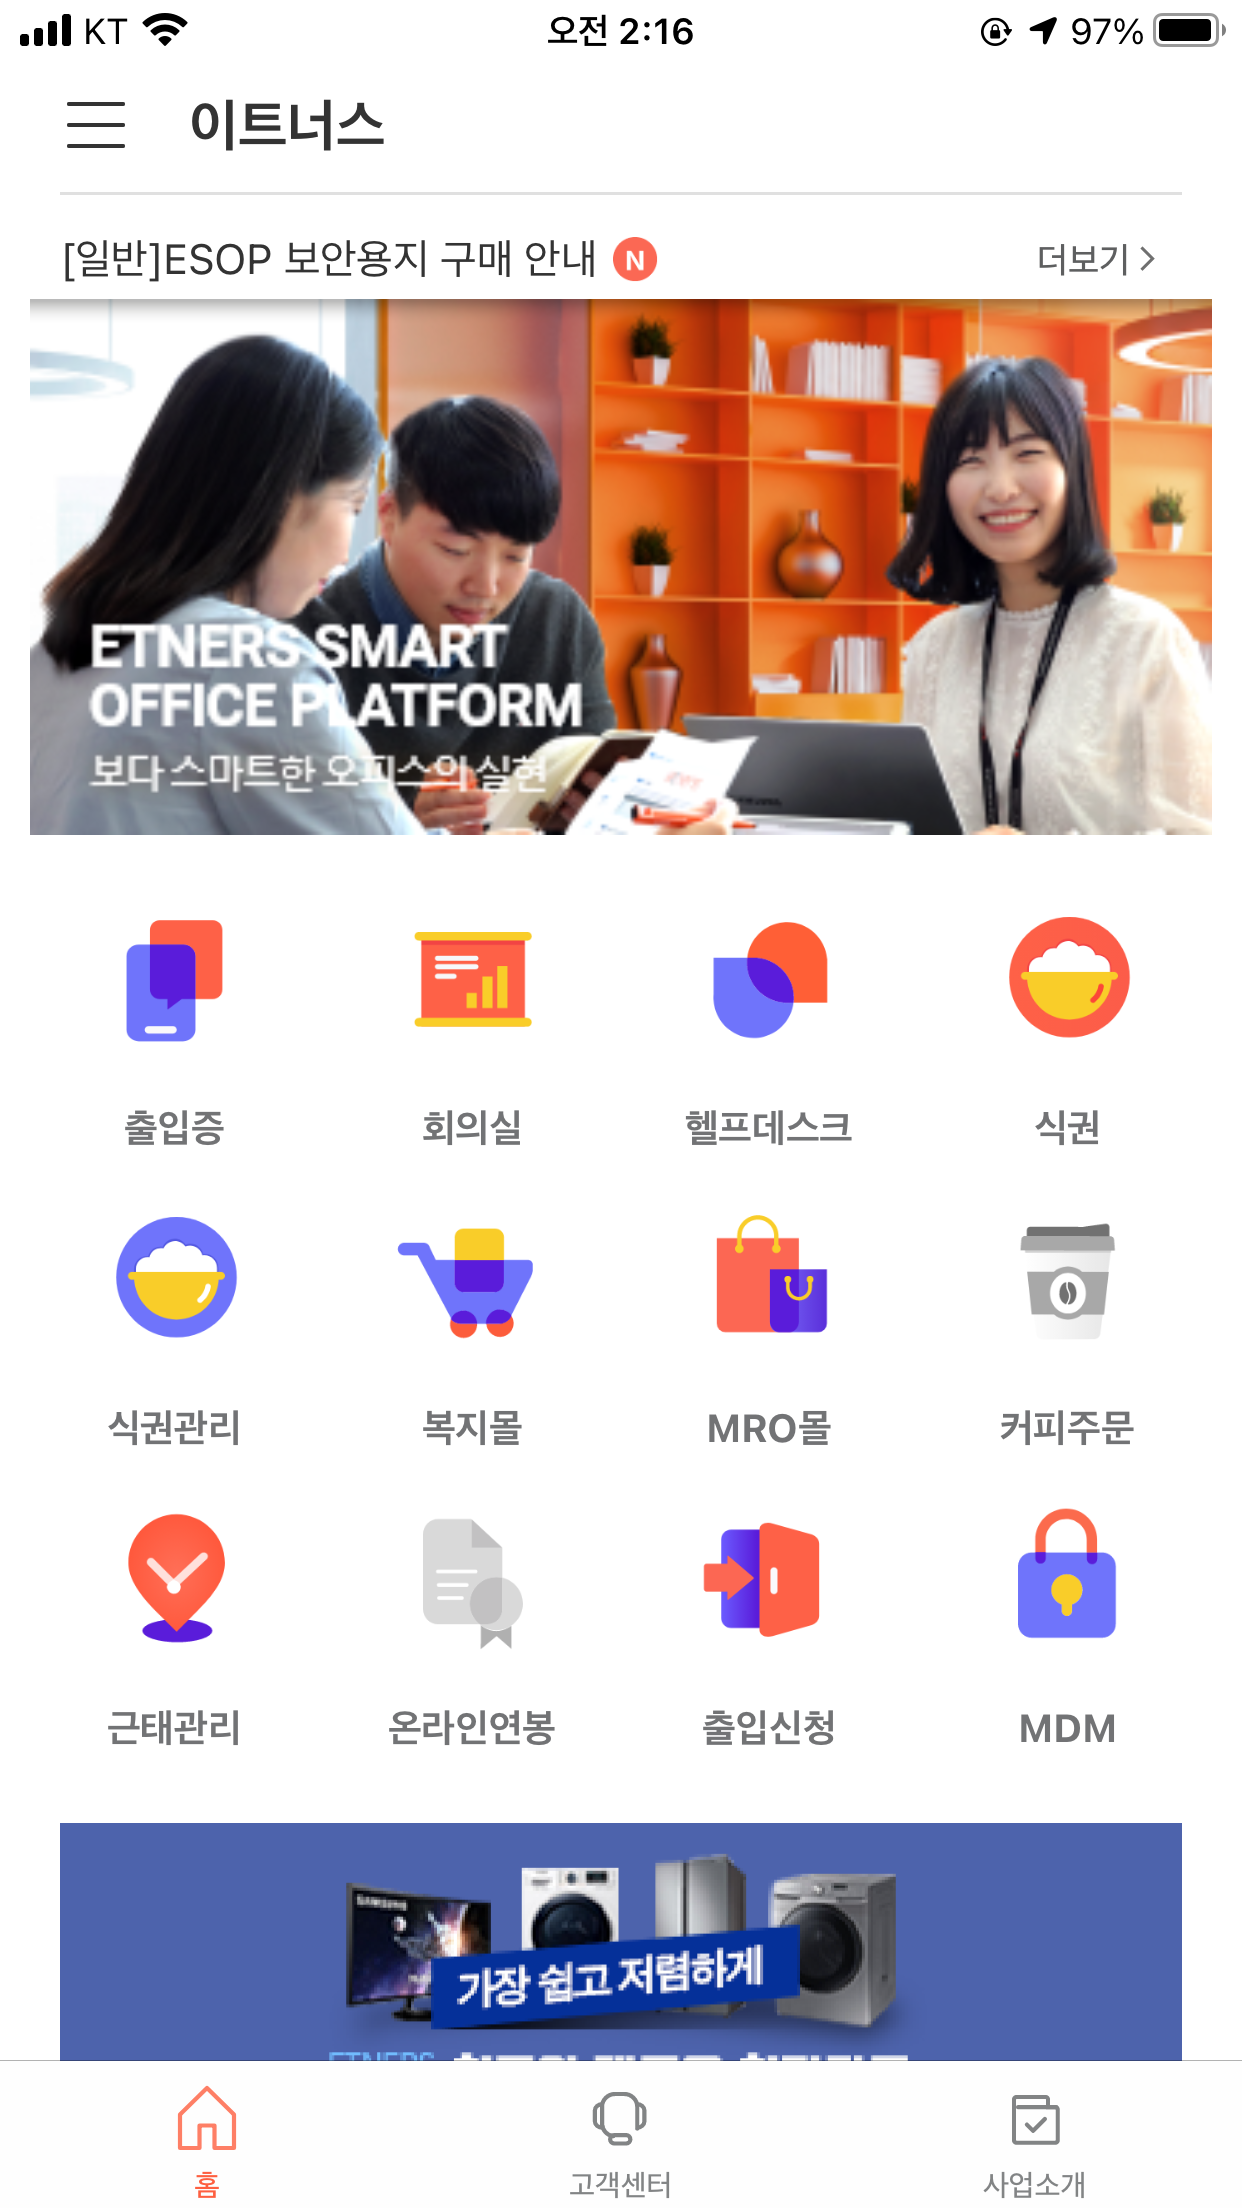 KT 오전 2:16 97%
이트너스
[일반]ESOP 보안용지 구매 안내 N 더보기 >
ETNERS SMART
OFFICE PLATFORM
보다 스마트한 오피스의 실현
출입증 회의실 헬프데스크 식권
식권관리 복지몰 MRO몰 커피주문
근태관리 온라인연봉 출입신청 MDM
SAMSUNG
가장 쉽고 저렴하게
ETNERS
홈 고객센터 사업소개